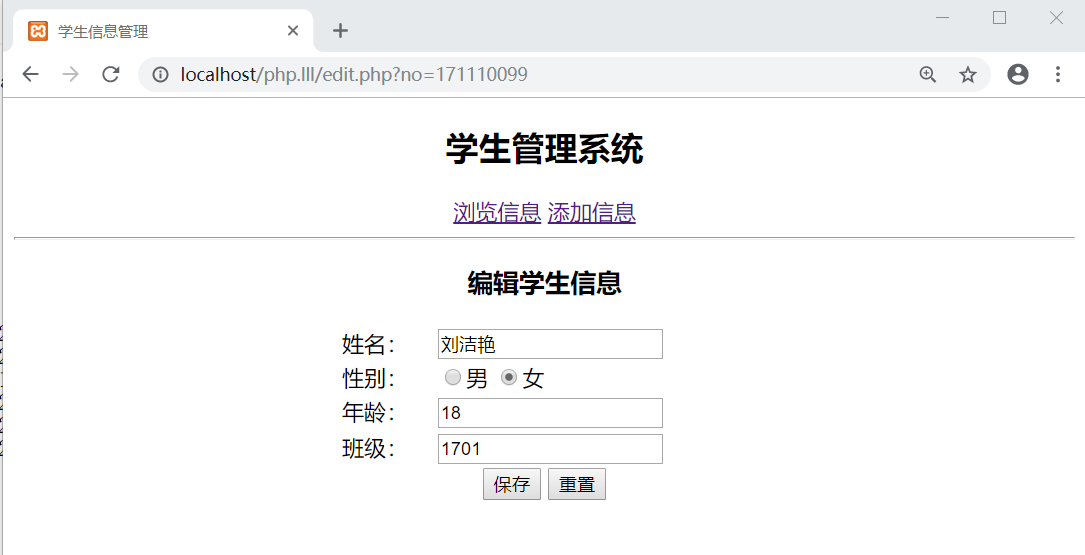 学生信息管理
localhost/php.lll/edit.php?no=171110099
学生管理系统
浏览信息 添加信息
编辑学生信息
姓名: 刘洁艳
性别: 男 女
年龄: 18
班级: 1701
保存 重置